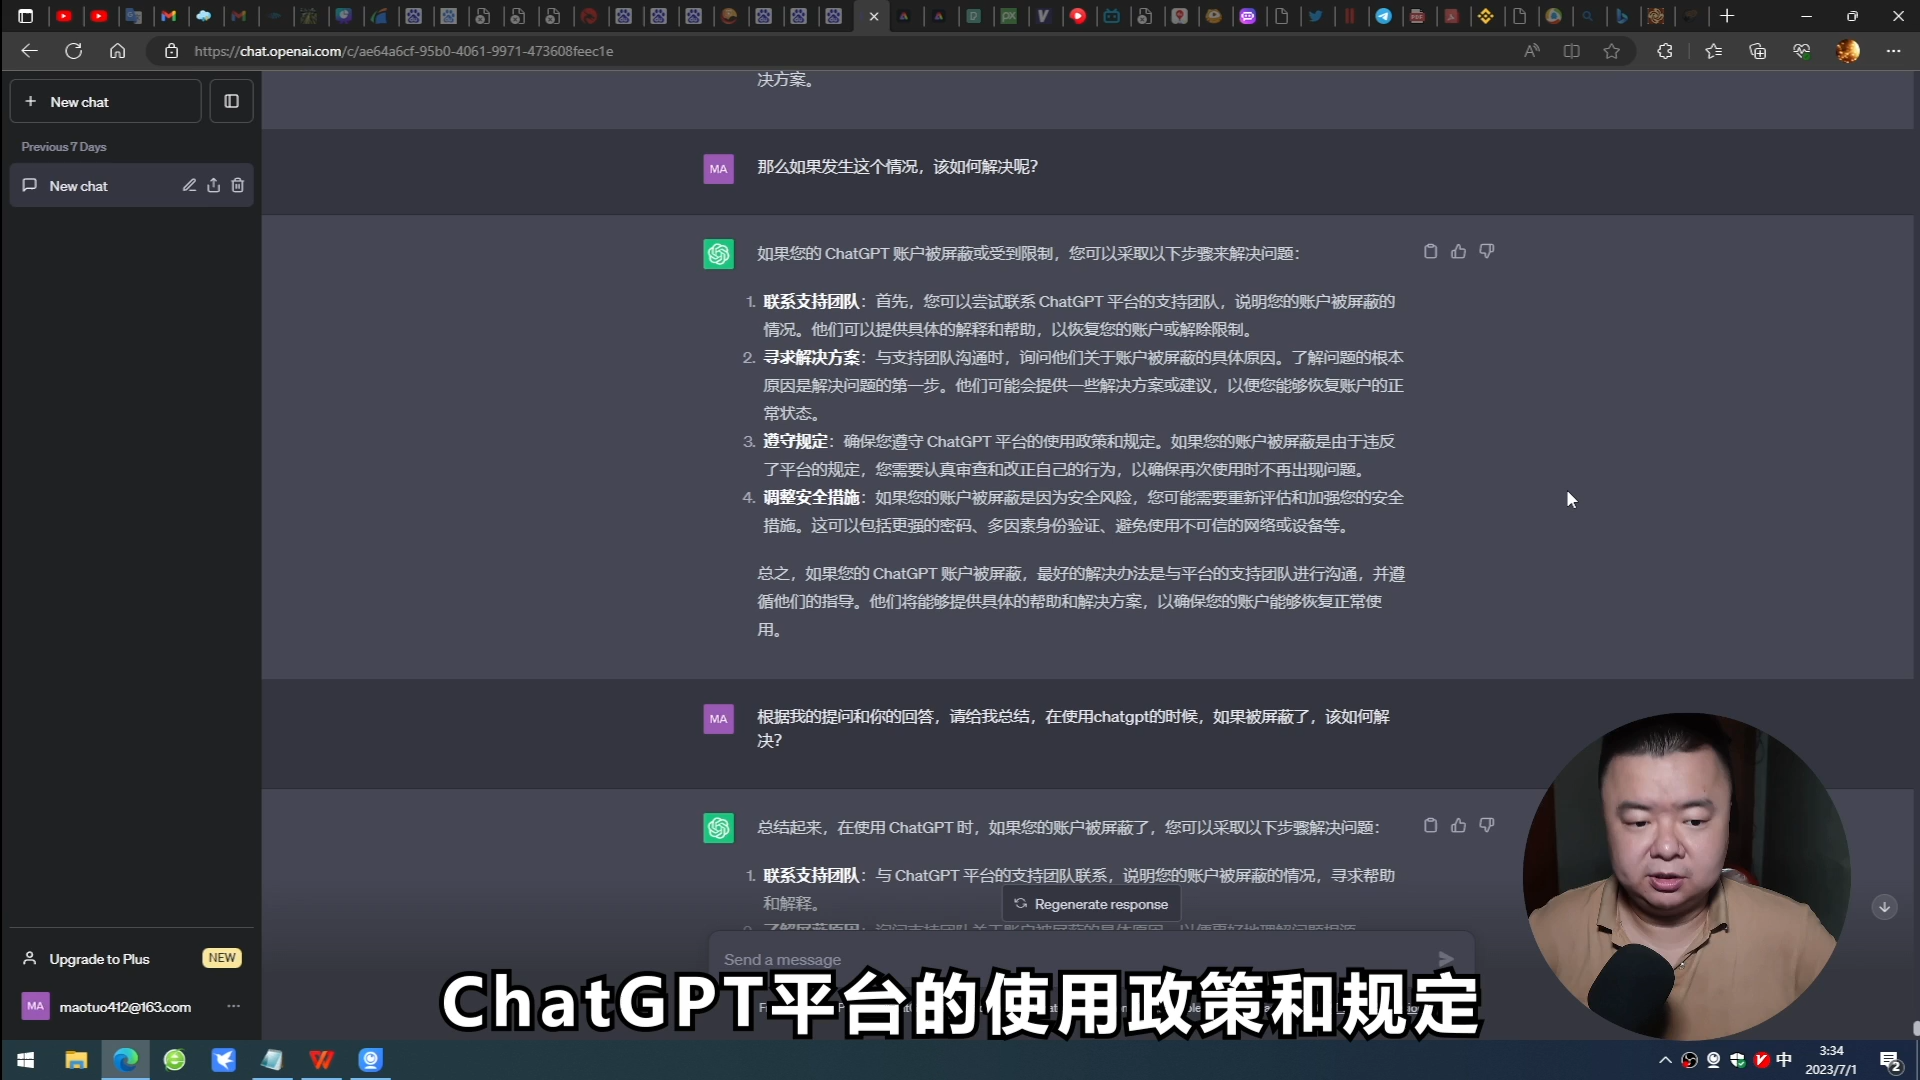 https://chat.openai.com/c/ae64a6cf-95b0-4061-9971-473608feec1e
New chat
Previous 7 Days
New chat
决方案。
MA
那么如果发生这个情况，该如何解决呢？
如果您的 ChatGPT 账户被屏蔽或受到限制，您可以采取以下步骤来解决问题：
1. 联系支持团队：首先，您可以尝试联系 ChatGPT 平台的支持团队，说明您的账户被屏蔽的
情况。他们可以提供具体的解释和帮助，以恢复您的账户或解除限制。
2. 寻求解决方案：与支持团队沟通时，询问他们关于账户被屏蔽的具体原因。了解问题的根本
原因是解决问题的第一步。他们可能会提供一些解决方案或建议，以便您能够恢复账户的正
常状态。
3. 遵守规定：确保您遵守 ChatGPT 平台的使用政策和规定。如果您的账户被屏蔽是由于违反
了平台的规定，您需要认真审查和改正自己的行为，以确保再次使用时不再出现问题。
4. 调整安全措施：如果您的账户被屏蔽是因为安全风险，您可能需要重新评估和加强您的安全
措施。这可以包括更强的密码、多因素身份验证、避免使用不可信的网络或设备等。
总之，如果您的 ChatGPT 账户被屏蔽，最好的解决办法是与平台的支持团队进行沟通，并遵
循他们的指导。他们将能够提供具体的帮助和解决方案，以确保您的账户能够恢复正常使
用。
MA
根据我的提问和你的回答，请给我总结，在使用chatgpt的时候，如果被屏蔽了，该如何解
决？
总结起来，在使用 ChatGPT 时，如果您的账户被屏蔽了，您可以采取以下步骤解决问题：
1. 联系支持团队：与 ChatGPT 平台的支持团队联系，说明您的账户被屏蔽的情况，寻求帮助
和解释。
Regenerate response
Send a message
Upgrade to Plus
NEW
MA
maotuo412@163.com
ChatGPT平台的使用政策和规定
中
3:34
2023/7/1
2